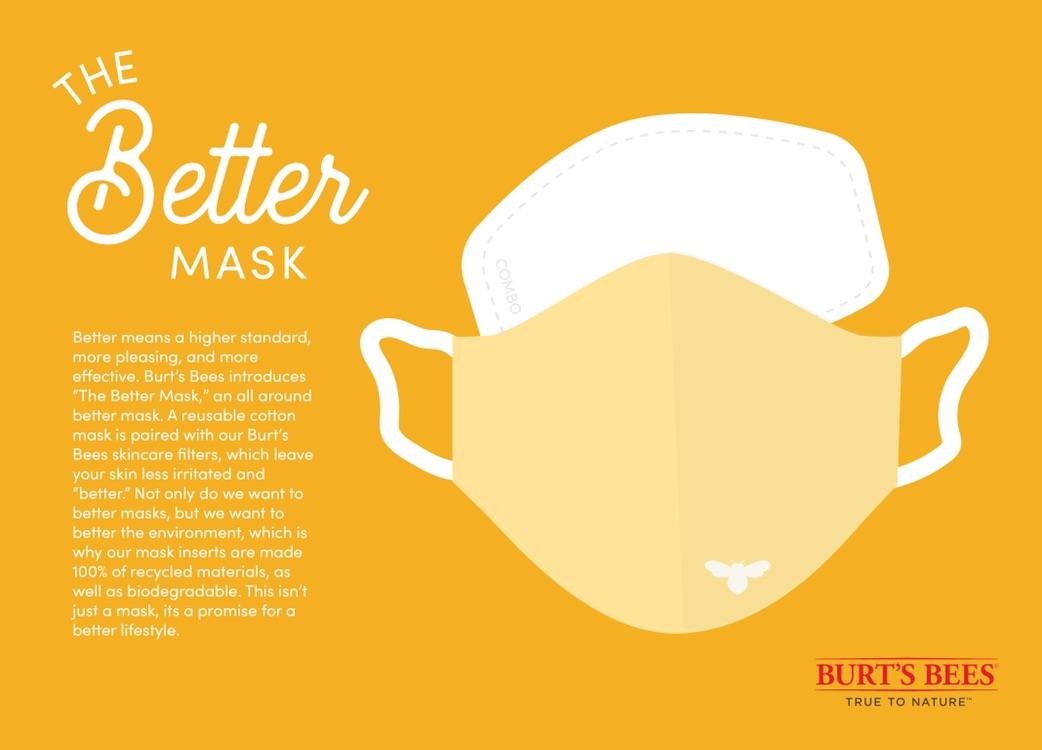 THE
Better
MASK
Better means a higher standard,
more pleasing, and more
effective. Burt's Bees introduces
"The Better Mask," an all around
better mask. A reusable cotton
mask is paired with our Burt's
Bees skincare filters, which leave
your skin less irritated and
"better." Not only do we want to
better masks, but we want to
better the environment, which is
why our mask inserts are made
100% of recycled materials, as
well as biodegradable. This isn't
just a mask, its a promise for a
better lifestyle.
COMBO
BURT'S BEES®
TRUE TO NATURE™